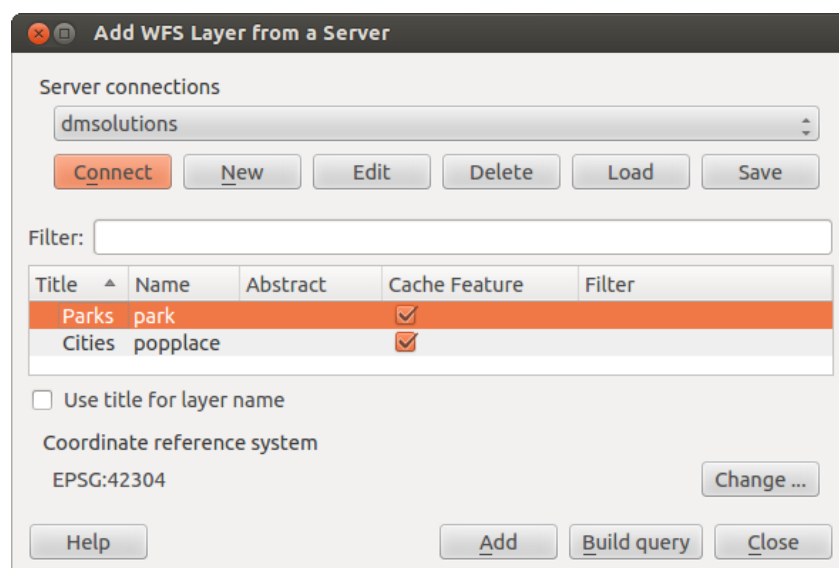 Add WFS Layer from a Server
Server connections
dmsolutions
Connect New Edit Delete Load Save
Filter:
Title Name Abstract Cache Feature Filter
Parks park
Cities popplace
Use title for layer name
Coordinate reference system
EPSG:42304 Change ...
Help Add Build query Close